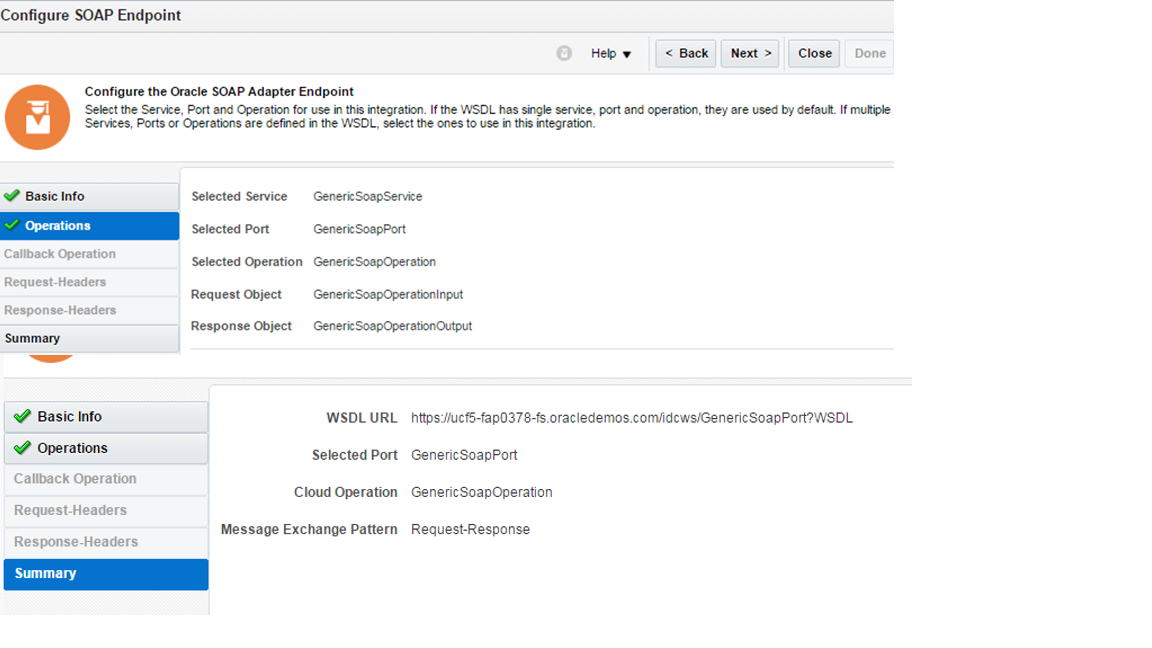 Configure SOAP Endpoint
Help ▼ < Back Next > Close Done
Configure the Oracle SOAP Adapter Endpoint
Select the Service, Port and Operation for use in this integration. If the WSDL has single service, port and operation, they are used by default. If multiple
Services, Ports or Operations are defined in the WSDL, select the ones to use in this integration.
Basic Info
Operations
Callback Operation
Request-Headers
Response-Headers
Summary
Selected Service GenericSoapService
Selected Port GenericSoapPort
Selected Operation GenericSoapOperation
Request Object GenericSoapOperationInput
Response Object GenericSoapOperationOutput
Basic Info
Operations
Callback Operation
Request-Headers
Response-Headers
Summary
WSDL URL https://ucf5-fap0378-fs.oracledemos.com/idcws/GenericSoapPort?WSDL
Selected Port GenericSoapPort
Cloud Operation GenericSoapOperation
Message Exchange Pattern Request-Response